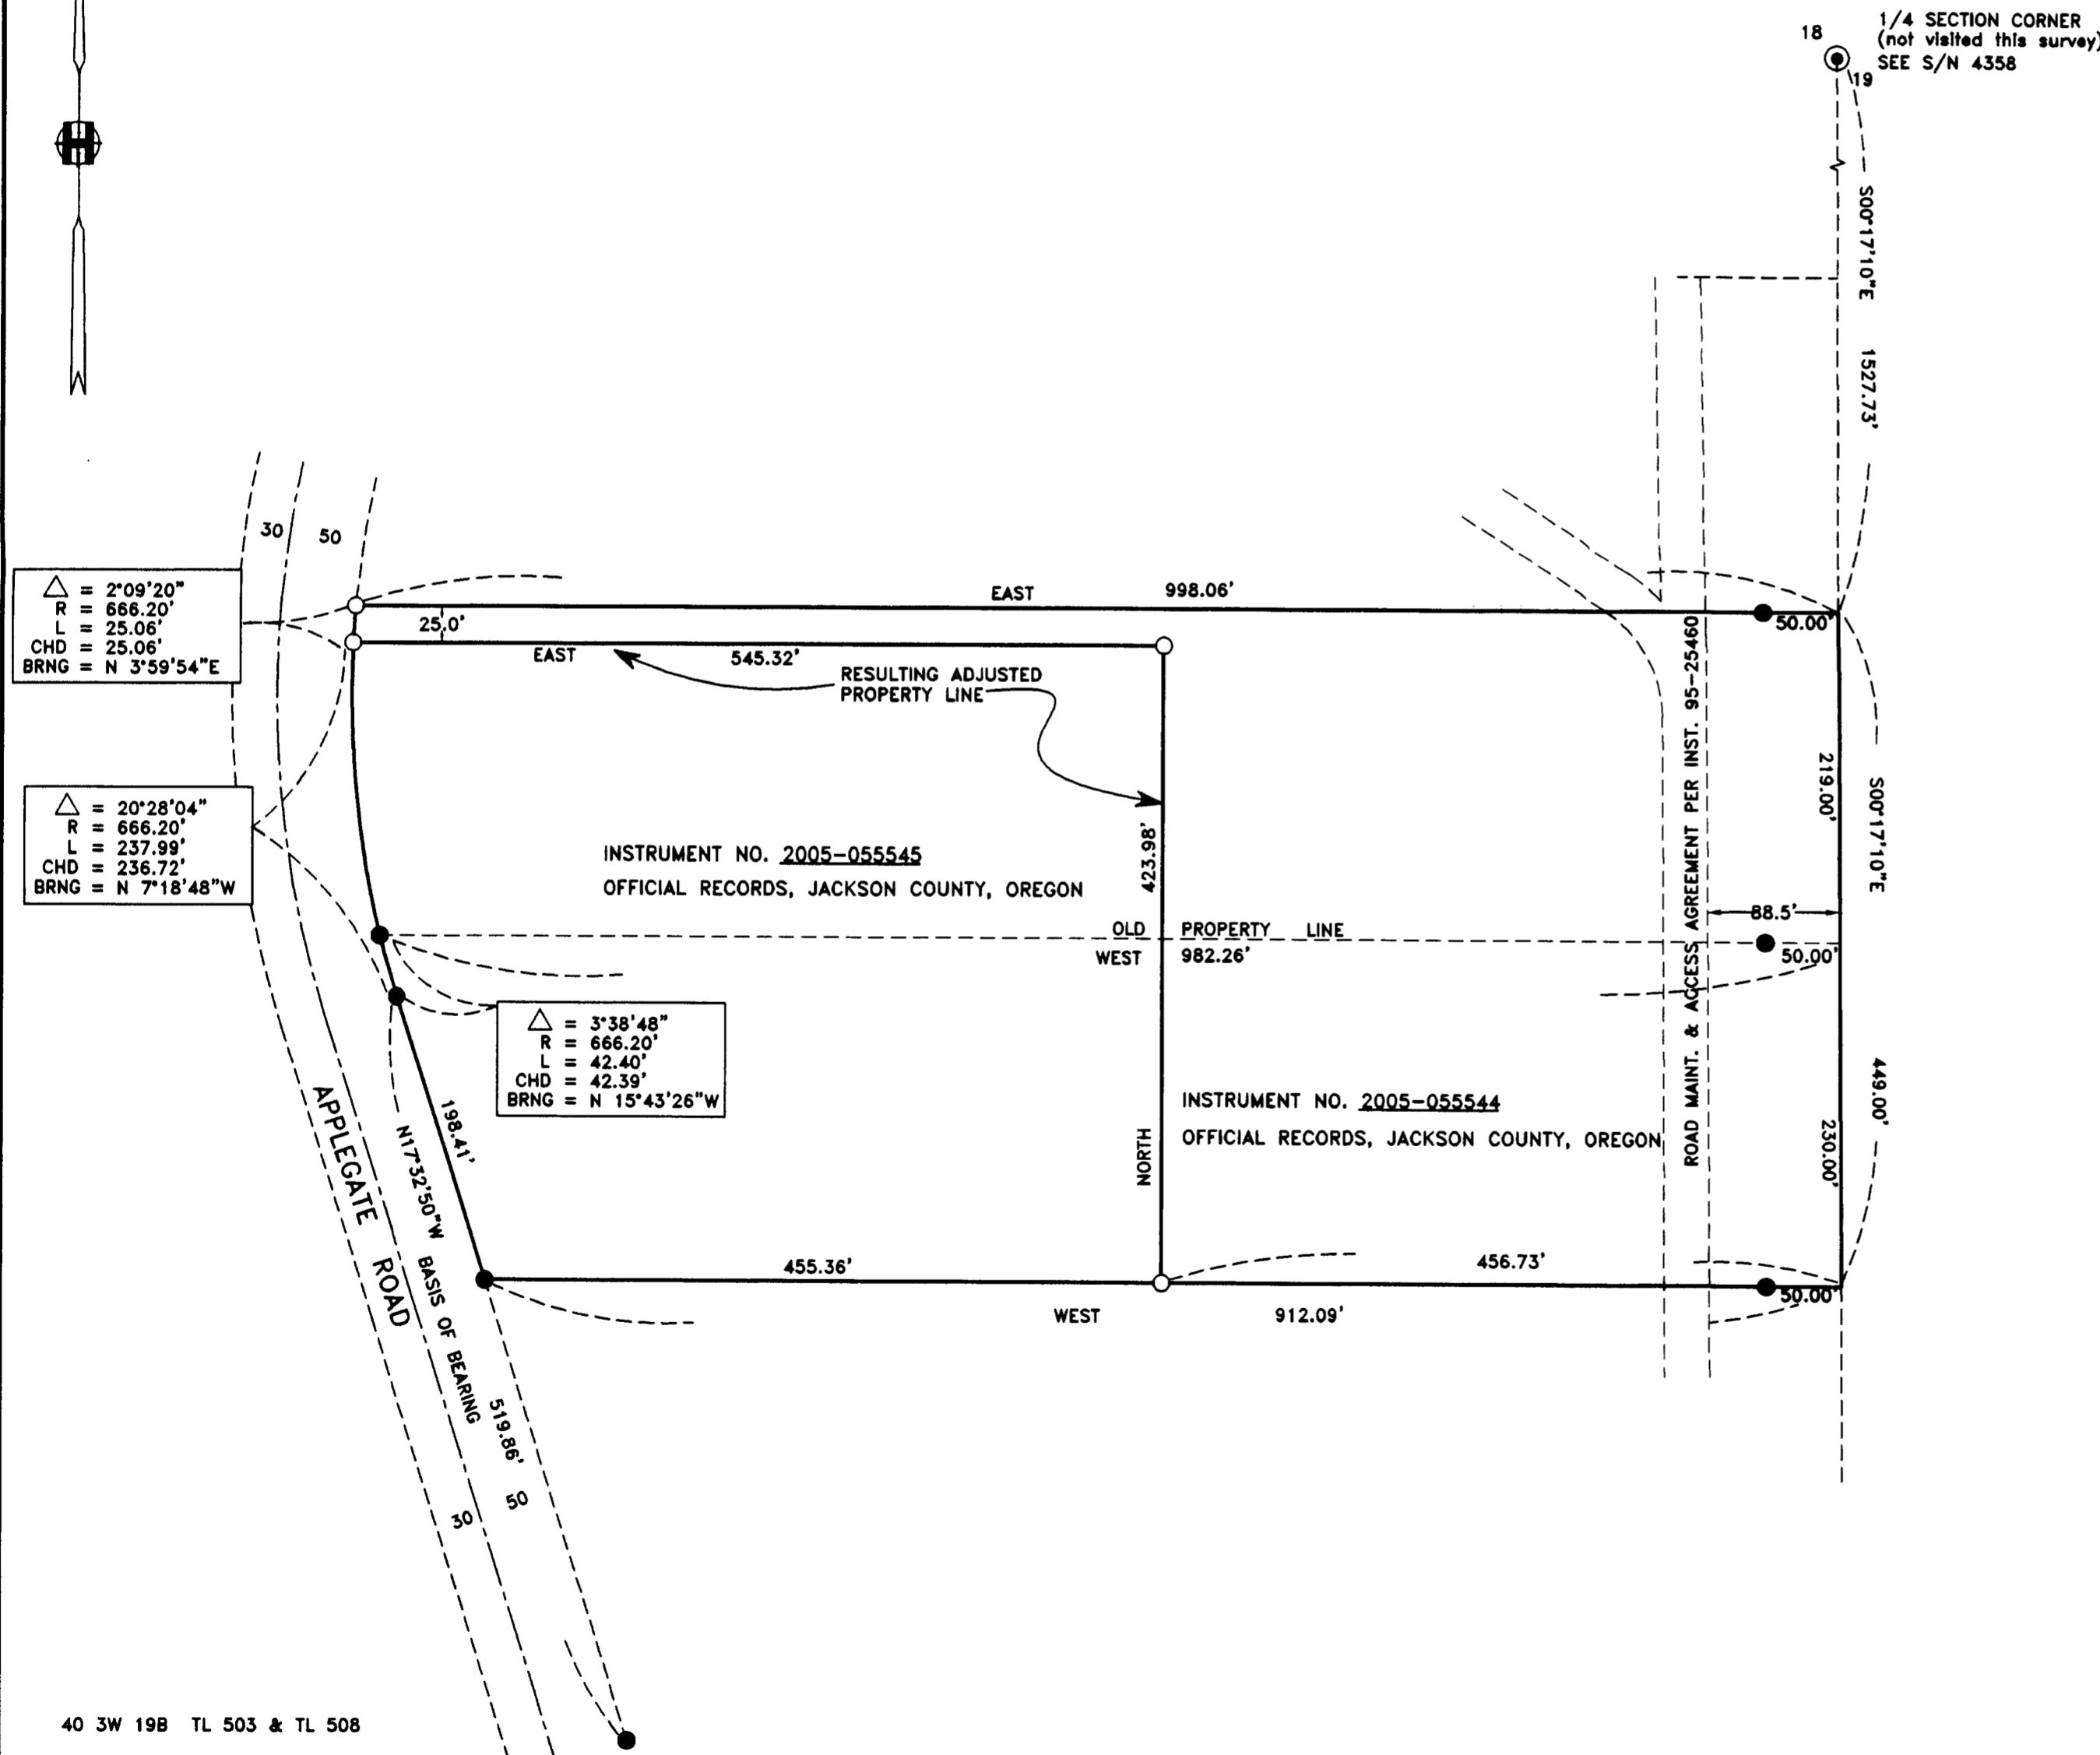 1/4 SECTION CORNER
(not visited this survey)
SEE S/N 4358
18
19
H
S00°17'10"E 1527.73'
30 50
△ = 2°09'20"
R = 666.20'
L = 25.06'
CHD = 25.06'
BRNG = N 3°59'54"E
EAST 998.06'
50.00'
25.0'
EAST 545.32'
RESULTING ADJUSTED
PROPERTY LINE
ROAD MAINT. & ACCESS AGREEMENT PER INST. 95-25460
219.00'
S00°17'10"E
449.00'
△ = 20°28'04"
R = 666.20'
L = 237.99'
CHD = 236.72'
BRNG = N 7°18'48"W
INSTRUMENT NO. 2005-055545
OFFICIAL RECORDS, JACKSON COUNTY, OREGON
NORTH 423.98'
88.5'
OLD PROPERTY LINE
WEST 982.26'
50.00'
△ = 3°38'48"
R = 666.20'
L = 42.40'
CHD = 42.39'
BRNG = N 15°43'26"W
INSTRUMENT NO. 2005-055544
OFFICIAL RECORDS, JACKSON COUNTY, OREGON
230.00'
198.41'
APPLEGATE ROAD
N17°32'50"W BASIS OF BEARING 519.86'
455.36'
456.73'
50.00'
WEST 912.09'
30 50
40 3W 19B TL 503 & TL 508